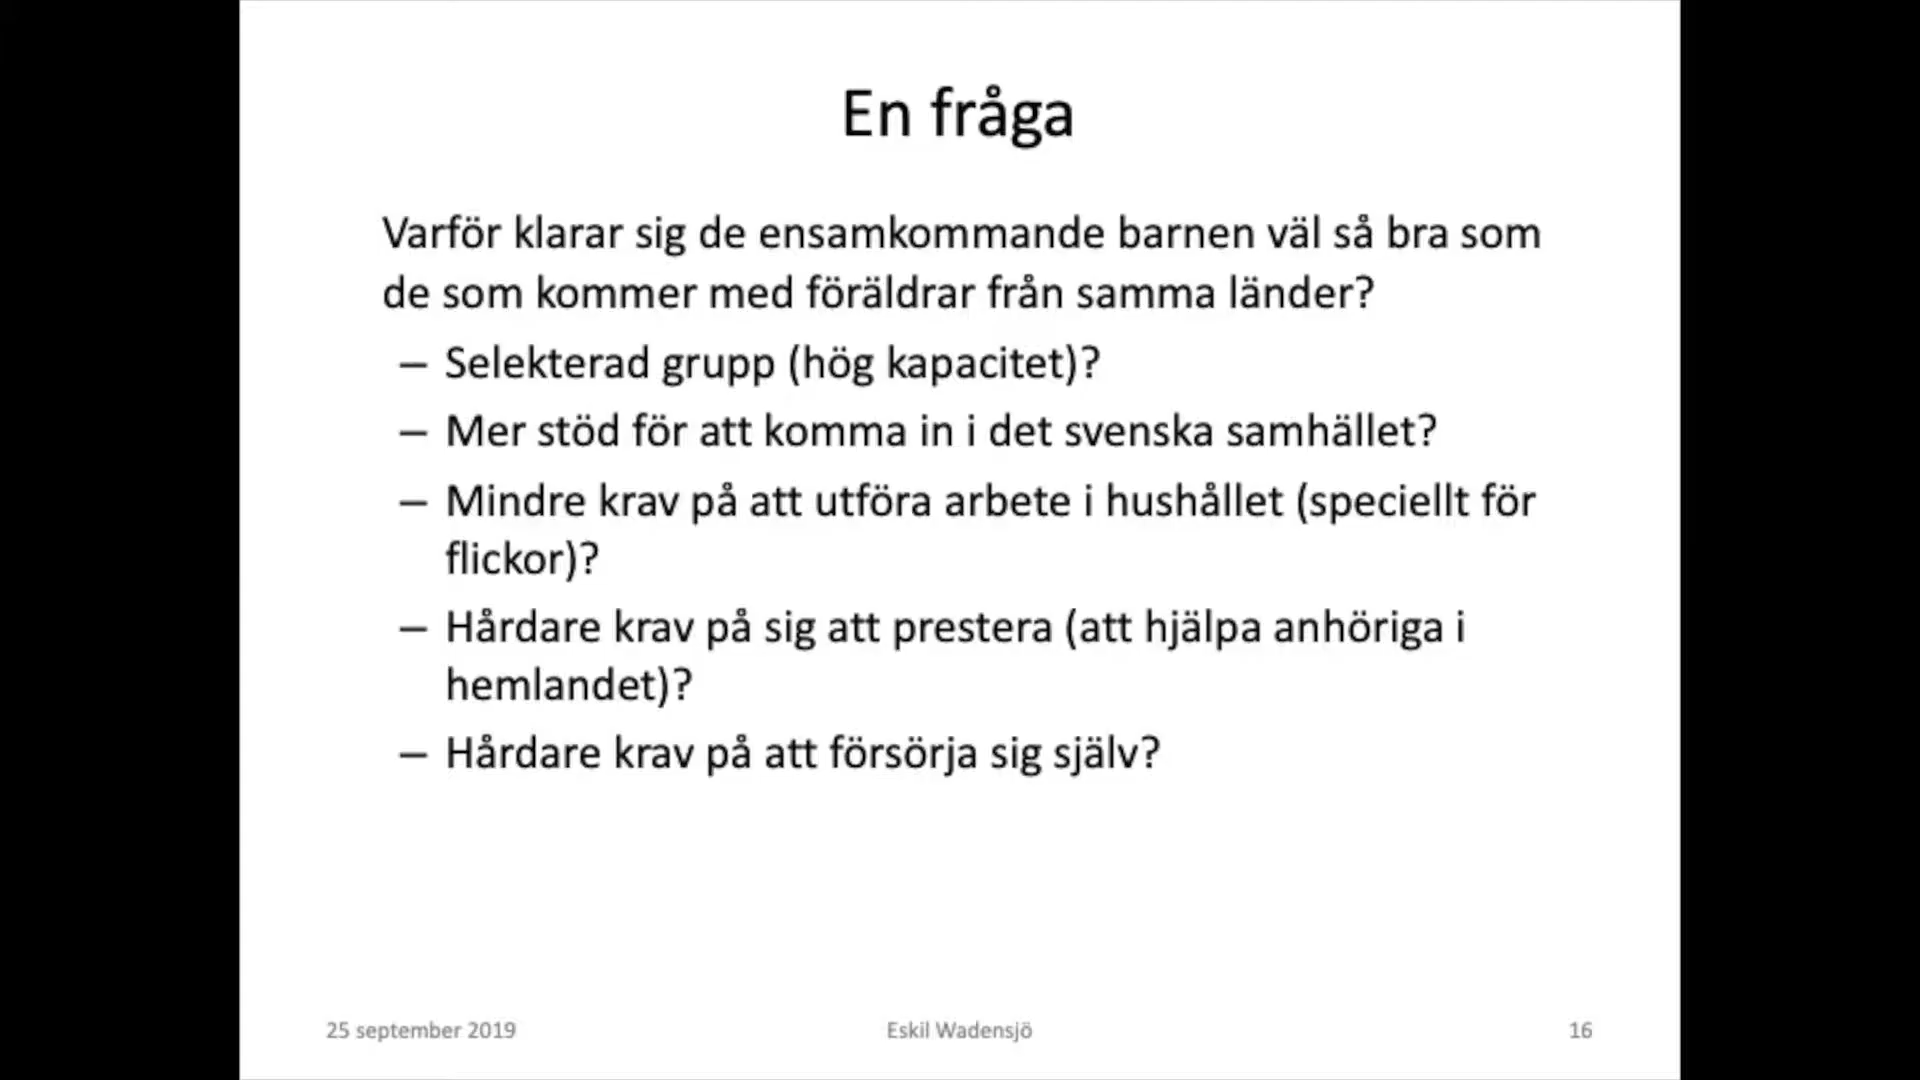 En fråga
Varför klarar sig de ensamkommande barnen väl så bra som
de som kommer med föräldrar från samma länder?
– Selekterad grupp (hög kapacitet)?
– Mer stöd för att komma in i det svenska samhället?
– Mindre krav på att utföra arbete i hushållet (speciellt för
flickor)?
– Hårdare krav på sig att prestera (att hjälpa anhöriga i
hemlandet)?
– Hårdare krav på att försörja sig själv?
25 september 2019
Eskil Wadensjö
16